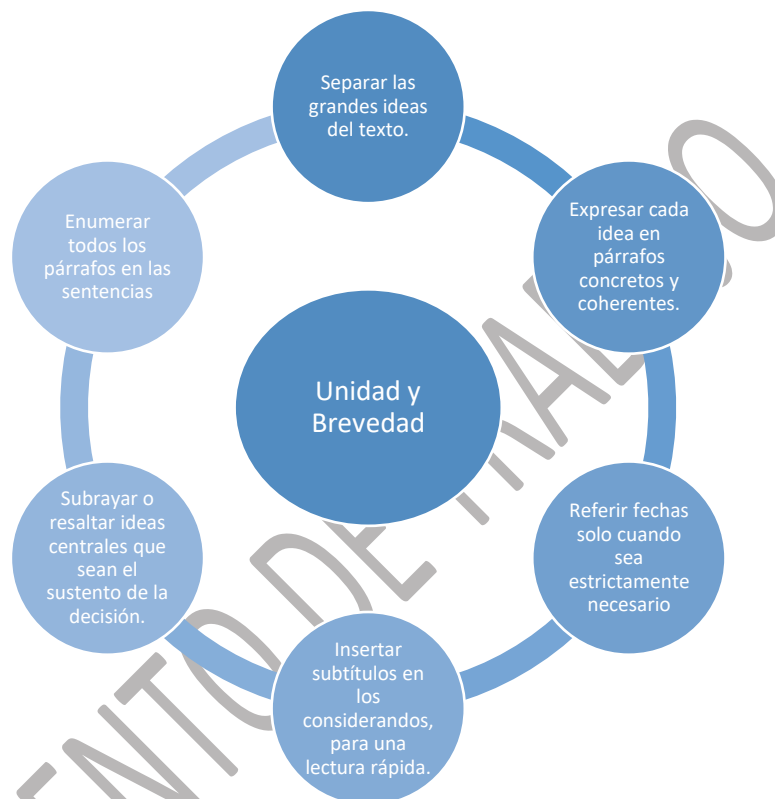 Separar las
grandes ideas
del texto.
Expresar cada
idea en
párrafos
concretos y
coherentes.
Referir fechas
solo cuando
sea
estrictamente
necesario
Insertar
subtítulos en
los
considerandos,
para una
lectura rápida.
Subrayar o
resaltar ideas
centrales que
sean el
sustento de la
decisión.
Enumerar
todos los
párrafos en las
sentencias
Unidad y
Brevedad